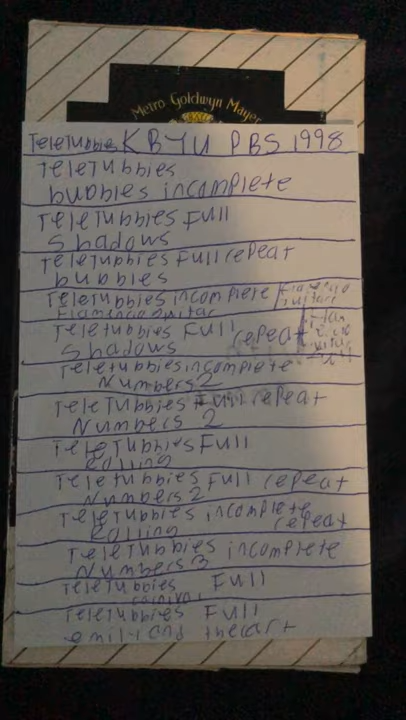 Metro Goldwyn Mayer
Teletubbies KBYU PBS 1998
Teletubbies
bubbies incomplete
Teletubbies Full
Shadows
Teletubbies Full repeat
bubbies
Teletubbies incomplete
Flamenco guitar
Teletubbies Full repeat
Shadows
Teletubbies incomplete
Numbers 2
Teletubbies Full repeat
Numbers 2
Teletubbies Full
Rolling
Teletubbies Full repeat
Numbers 2
Teletubbies incomplete
Rolling repeat
Teletubbies incomplete
Numbers 3
Teletubbies Full
Teletubbies Full
emily and the cart